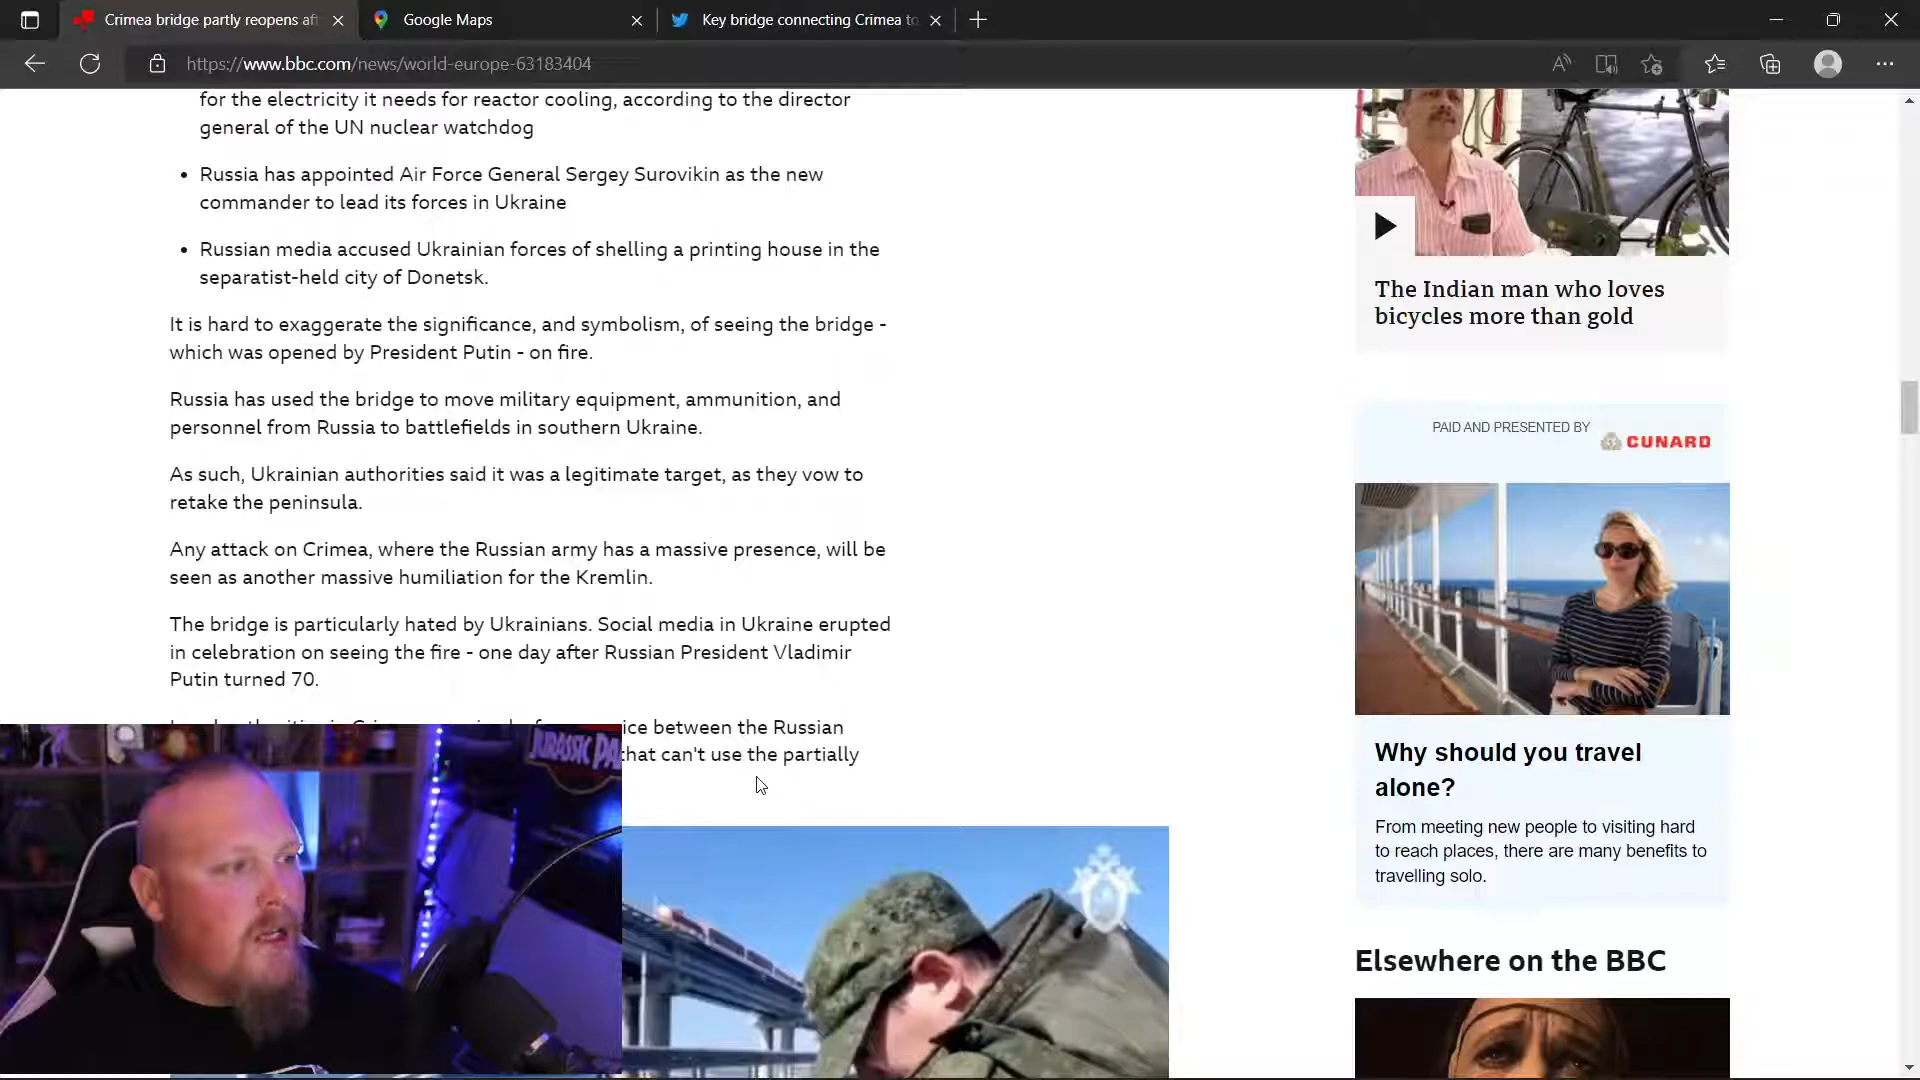 Crimea bridge partly reopens af
Google Maps
Key bridge connecting Crimea to
https://www.bbc.com/news/world-europe-63183404
for the electricity it needs for reactor cooling, according to the director
general of the UN nuclear watchdog
• Russia has appointed Air Force General Sergey Surovikin as the new
commander to lead its forces in Ukraine
• Russian media accused Ukrainian forces of shelling a printing house in the
separatist-held city of Donetsk.
It is hard to exaggerate the significance, and symbolism, of seeing the bridge -
which was opened by President Putin - on fire.
Russia has used the bridge to move military equipment, ammunition, and
personnel from Russia to battlefields in southern Ukraine.
As such, Ukrainian authorities said it was a legitimate target, as they vow to
retake the peninsula.
Any attack on Crimea, where the Russian army has a massive presence, will be
seen as another massive humiliation for the Kremlin.
The bridge is particularly hated by Ukrainians. Social media in Ukraine erupted
in celebration on seeing the fire - one day after Russian President Vladimir
Putin turned 70.
ice between the Russian
that can't use the partially
JURASSIC PA
The Indian man who loves
bicycles more than gold
PAID AND PRESENTED BY
CUNARD
Why should you travel
alone?
From meeting new people to visiting hard
to reach places, there are many benefits to
travelling solo.
Elsewhere on the BBC